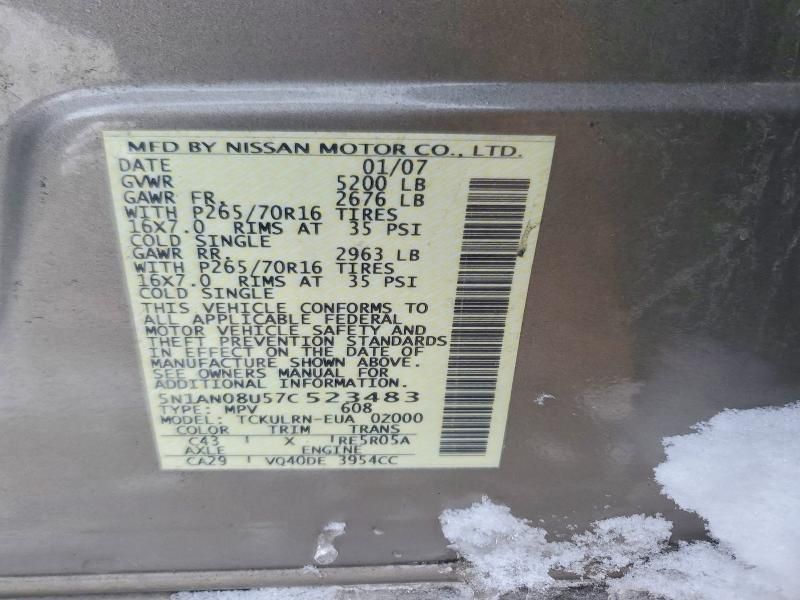 MFD BY NISSAN MOTOR CO., LTD.
DATE 01/07
GVWR 5200 LB
GAWR FR. 2676 LB
WITH P265/70R16 TIRES
16X7.0 RIMS AT 35 PSI
COLD SINGLE
GAWR RR. 2963 LB
WITH P265/70R16 TIRES
16X7.0 RIMS AT 35 PSI
COLD SINGLE
THIS VEHICLE CONFORMS TO
ALL APPLICABLE FEDERAL
MOTOR VEHICLE SAFETY AND
THEFT PREVENTION STANDARDS
IN EFFECT ON THE DATE OF
MANUFACTURE SHOWN ABOVE.
SEE OWNERS MANUAL FOR
ADDITIONAL INFORMATION.
5N1AN08U57C523483
TYPE: MPV 608
MODEL: TCKULRN-EUA 0Z000
COLOR TRIM TRANS
C43 X RE5R05A
AXLE ENGINE
CA29 VQ40DE 3954CC